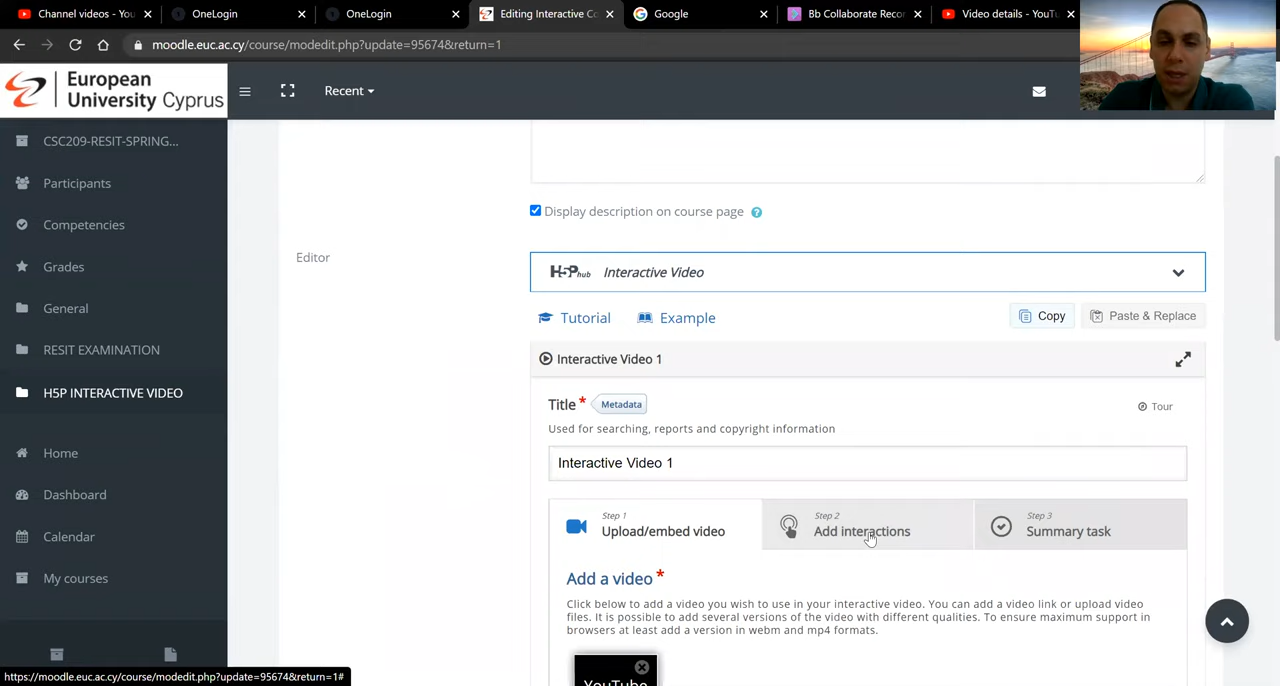 Channel videos - You
OneLogin
OneLogin
Editing Interactive Co
Google
Bb Collaborate Recor
Video details - YouTu
moodle.euc.ac.cy/course/modedit.php?update=95674&return=1
European
University Cyprus
Recent
CSC209-RESIT-SPRING...
Participants
Competencies
Grades
General
RESIT EXAMINATION
H5P INTERACTIVE VIDEO
Home
Dashboard
Calendar
My courses
Display description on course page ?
Editor
H5P hub Interactive Video
Tutorial Example
Copy Paste & Replace
Interactive Video 1
Title * Metadata
Tour
Used for searching, reports and copyright information
Interactive Video 1
Step 1
Upload/embed video
Step 2
Add interactions
Step 3
Summary task
Add a video *
Click below to add a video you wish to use in your interactive video. You can add a video link or upload video
files. It is possible to add several versions of the video with different qualities. To ensure maximum support in
browsers at least add a version in webm and mp4 formats.
YouTube
https://moodle.euc.ac.cy/course/modedit.php?update=95674&return=1#